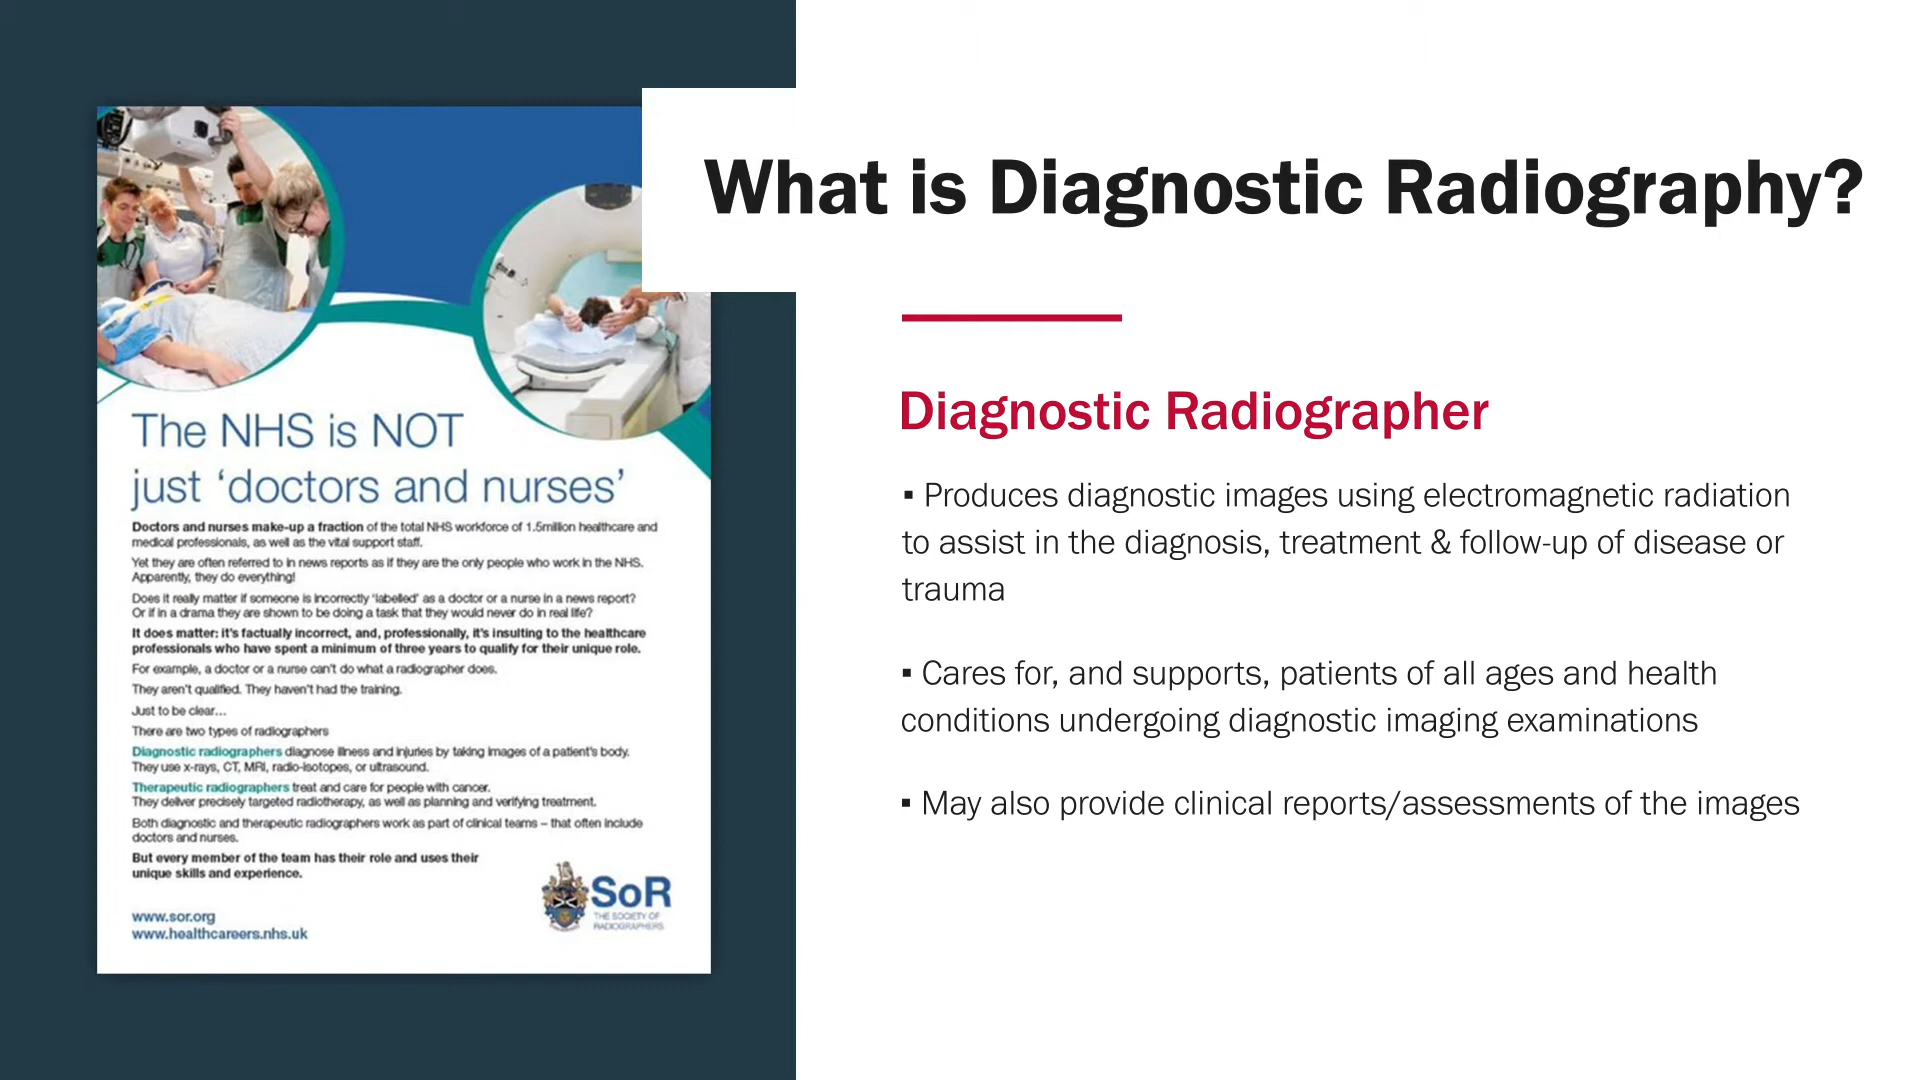 What is Diagnostic Radiography?
Diagnostic Radiographer
▪ Produces diagnostic images using electromagnetic radiation
to assist in the diagnosis, treatment & follow-up of disease or
trauma
▪ Cares for, and supports, patients of all ages and health
conditions undergoing diagnostic imaging examinations
▪ May also provide clinical reports/assessments of the images
The NHS is NOT
just ‘doctors and nurses’
Doctors and nurses make-up a fraction of the total NHS workforce of 1.5million healthcare and
medical professionals, as well as the vital support staff.
Yet they are often referred to in news reports as if they are the only people who work in the NHS.
Apparently, they do everything!
Does it really matter if someone is incorrectly ‘labelled’ as a doctor or a nurse in a news report?
Or if in a drama they are shown to be doing a task that they would never do in real life?
It does matter: it’s factually incorrect, and, professionally, it’s insulting to the healthcare
professionals who have spent a minimum of three years to qualify for their unique role.
For example, a doctor or a nurse can’t do what a radiographer does.
They aren’t qualified. They haven’t had the training.
Just to be clear...
There are two types of radiographers
Diagnostic radiographers diagnose illness and injuries by taking images of a patient’s body.
They use x-rays, CT, MRI, radio-isotopes, or ultrasound.
Therapeutic radiographers treat and care for people with cancer.
They deliver precisely targeted radiotherapy, as well as planning and verifying treatment.
Both diagnostic and therapeutic radiographers work as part of clinical teams – that often include
doctors and nurses.
But every member of the team has their role and uses their
unique skills and experience.
www.sor.org
www.healthcareers.nhs.uk
SoR
THE SOCIETY OF
RADIOGRAPHERS